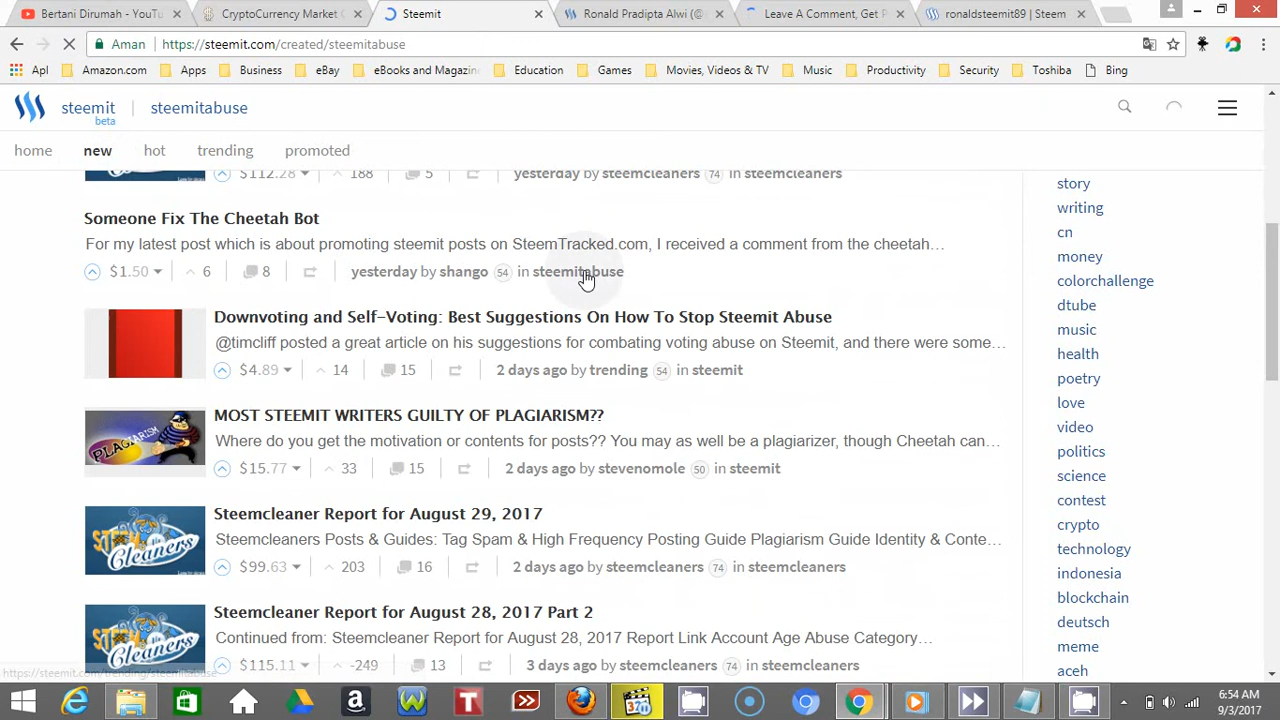 Bertani Dirumah - YouTu
CryptoCurrency Market C
Steemit
Ronald Pradipta Alwi (@
Leave A Comment, Get P
ronaldsteemit89 | Steem
Aman
https://steemit.com/created/steemitabuse
Apl
Amazon.com
Apps
Business
eBay
eBooks and Magazin
Education
Games
Movies, Videos & TV
Music
Productivity
Security
Toshiba
Bing
steemit
beta
steemitabuse
home
new
hot
trending
promoted
$112.28 188 5 yesterday by steemcleaners 74 in steemcleaners
Someone Fix The Cheetah Bot
For my latest post which is about promoting steemit posts on SteemTracked.com, I received a comment from the cheetah...
$1.50 6 8 yesterday by shango 54 in steemitabuse
Downvoting and Self-Voting: Best Suggestions On How To Stop Steemit Abuse
@timcliff posted a great article on his suggestions for combating voting abuse on Steemit, and there were some...
$4.89 14 15 2 days ago by trending 54 in steemit
MOST STEEMIT WRITERS GUILTY OF PLAGIARISM??
PLAGIARISM
Where do you get the motivation or contents for posts?? You may as well be a plagiarizer, though Cheetah can...
$15.77 33 15 2 days ago by stevenomole 50 in steemit
Steemcleaner Report for August 29, 2017
Steemcleaners Posts & Guides: Tag Spam & High Frequency Posting Guide Plagiarism Guide Identity & Conte...
$99.63 203 16 2 days ago by steemcleaners 74 in steemcleaners
Steemcleaner Report for August 28, 2017 Part 2
Continued from: Steemcleaner Report for August 28, 2017 Report Link Account Age Abuse Category...
$115.11 -249 13 3 days ago by steemcleaners 74 in steemcleaners
story
writing
cn
money
colorchallenge
dtube
music
health
poetry
love
video
politics
science
contest
crypto
technology
indonesia
blockchain
deutsch
meme
aceh
https://steemit.com/trending/steemitabuse
6:54 AM
9/3/2017